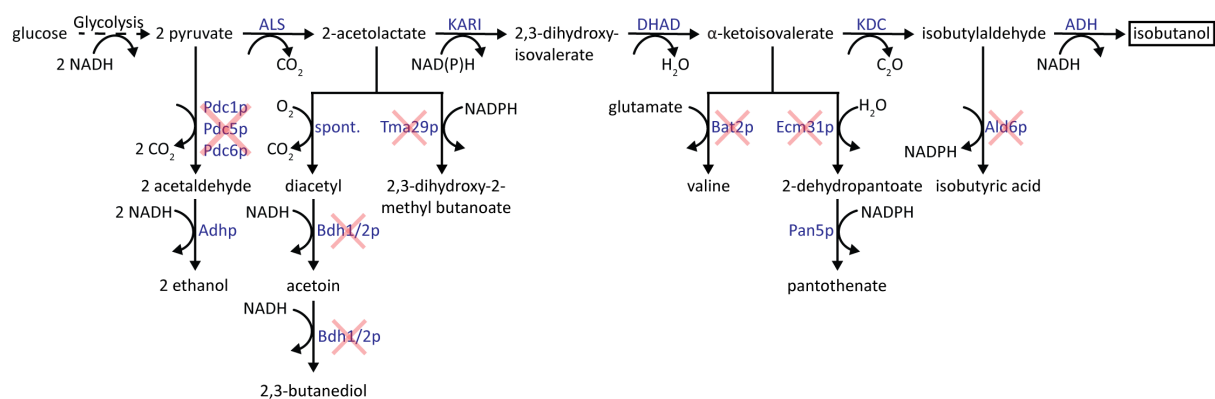 glucose Glycolysis 2 pyruvate ALS 2-acetolactate KARI 2,3-dihydroxy-
isovalerate DHAD α-ketoisovalerate KDC isobutylaldehyde ADH isobutanol
2 NADH CO2 NAD(P)H H2O C2O NADH
Pdc1p
Pdc5p
Pdc6p
2 CO2
O2
spont.
CO2
Tma29p
NADPH
glutamate
Bat2p
Ecm31p
H2O
Ald6p
NADPH
2 acetaldehyde diacetyl 2,3-dihydroxy-2-
methyl butanoate
valine 2-dehydropantoate isobutyric acid
2 NADH
Adhp
NADH
Bdh1/2p
NADPH
Pan5p
2 ethanol acetoin pantothenate
NADH
Bdh1/2p
2,3-butanediol